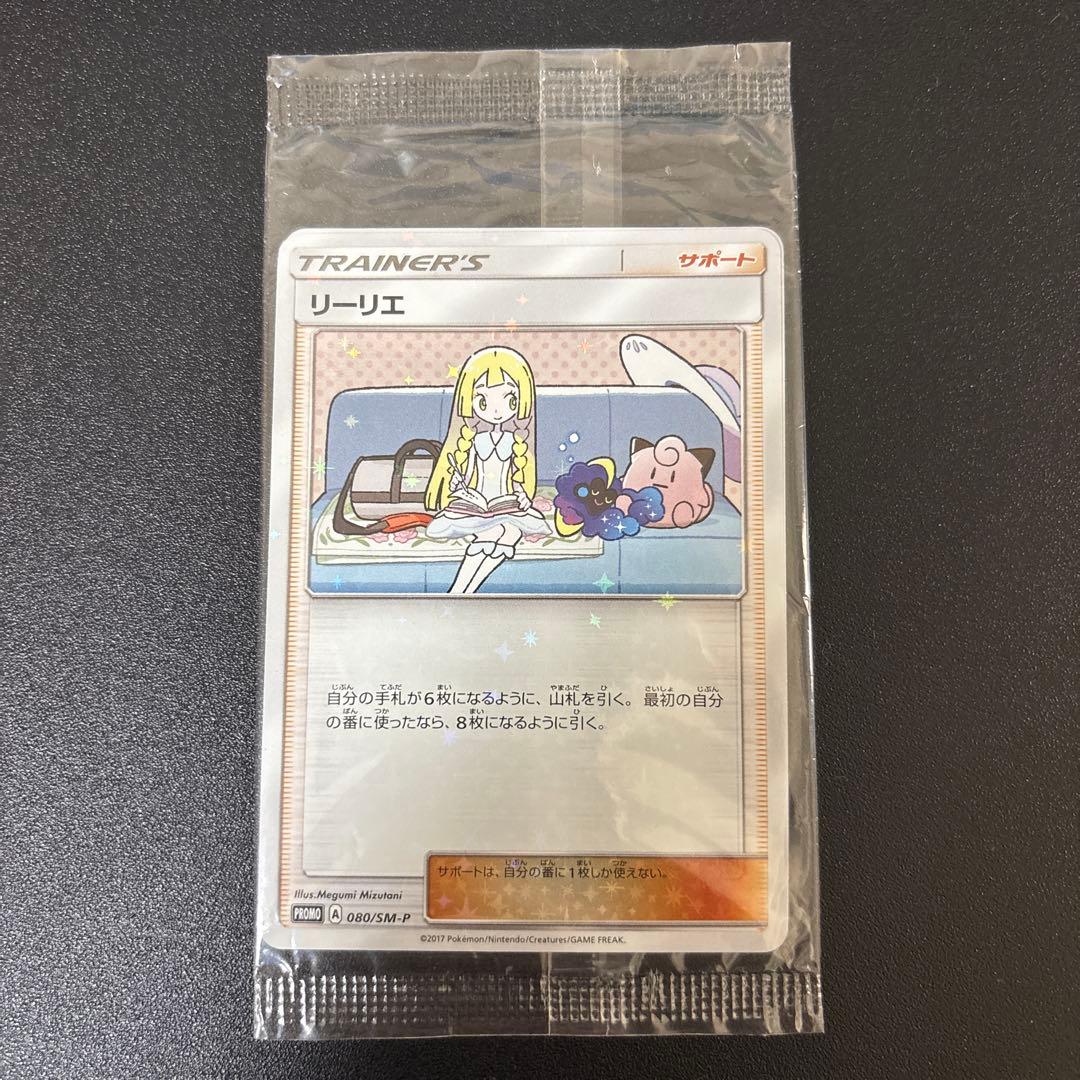 TRAINER'S
サポート
リーリエ
自分の手札が6枚になるように、山札を引く。最初の自分
の番に使ったなら、8枚になるように引く。
サポートは、自分の番に1枚しか使えない。
Illus.Megumi Mizutani
PROMO A 080/SM-P
©2017 Pokémon/Nintendo/Creatures/GAME FREAK.